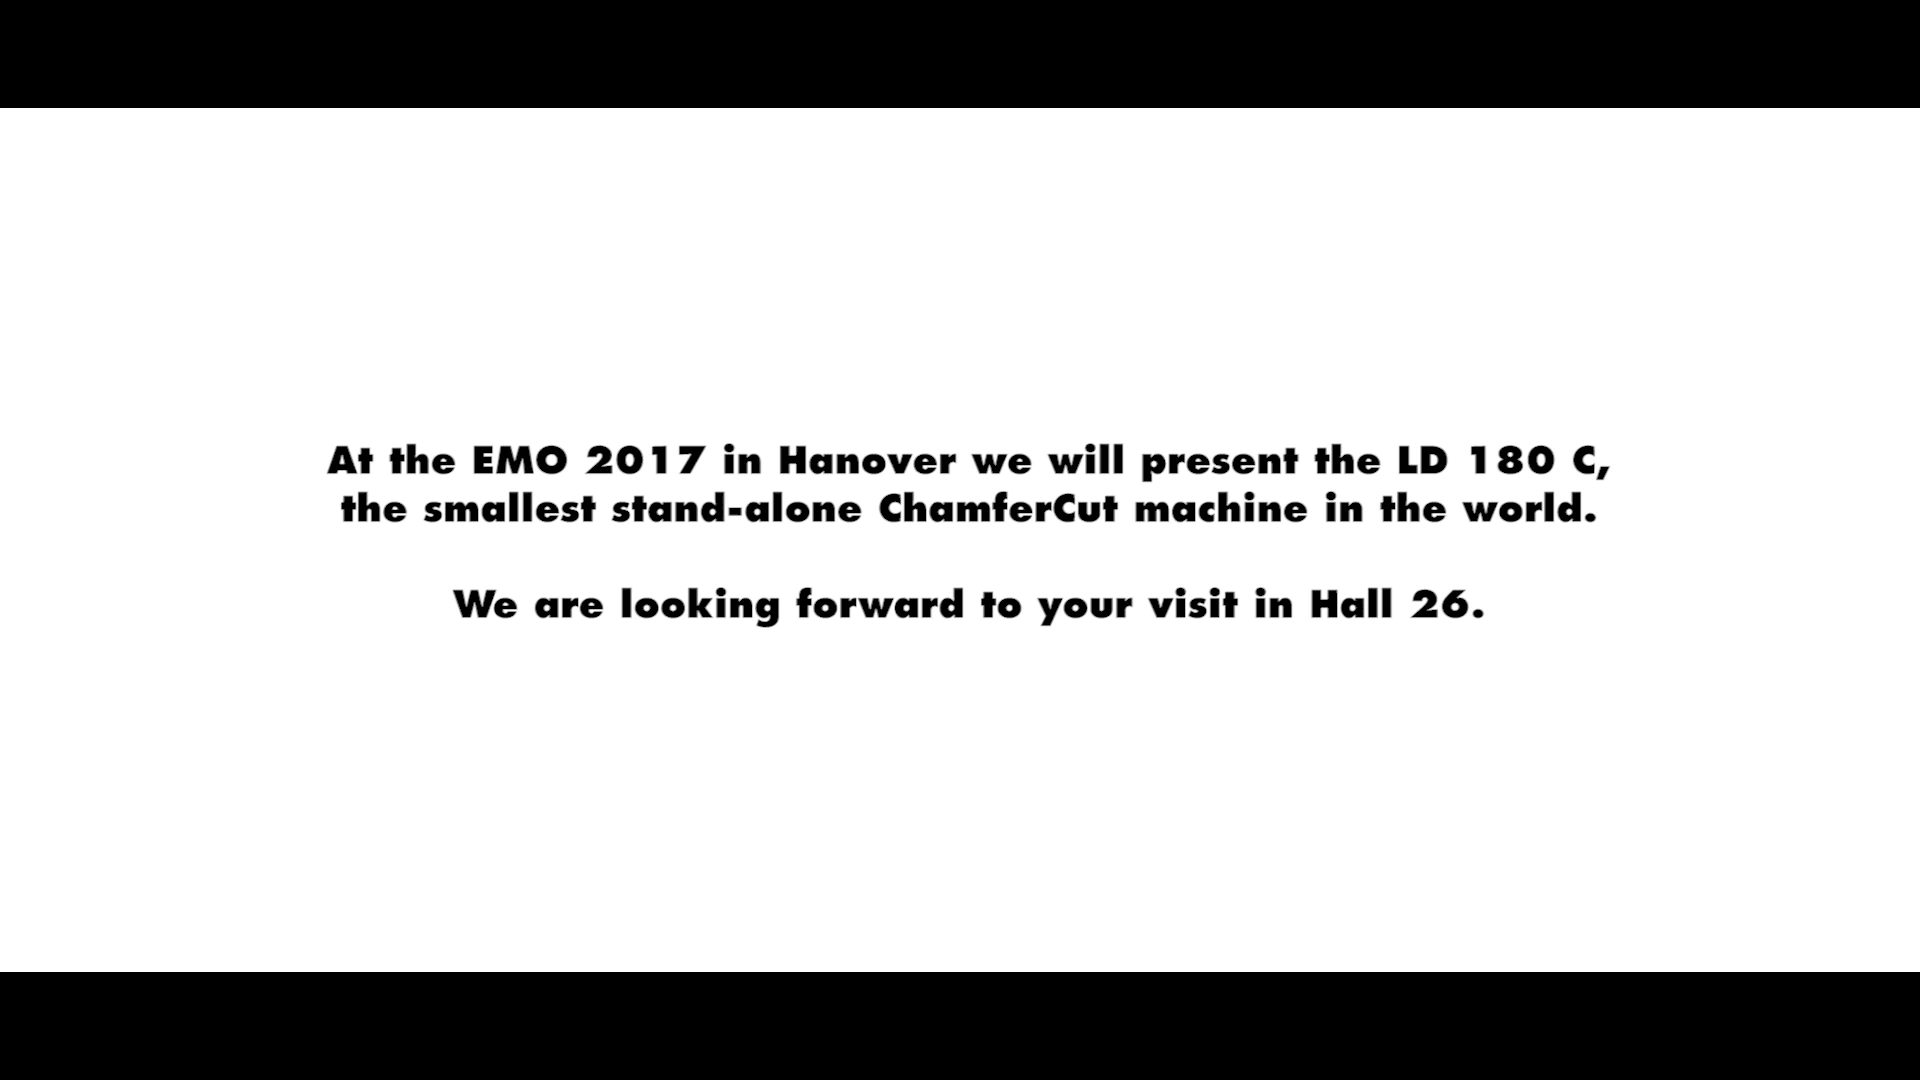 At the EMO 2017 in Hanover we will present the LD 180 C,
the smallest stand-alone ChamferCut machine in the world.
We are looking forward to your visit in Hall 26.